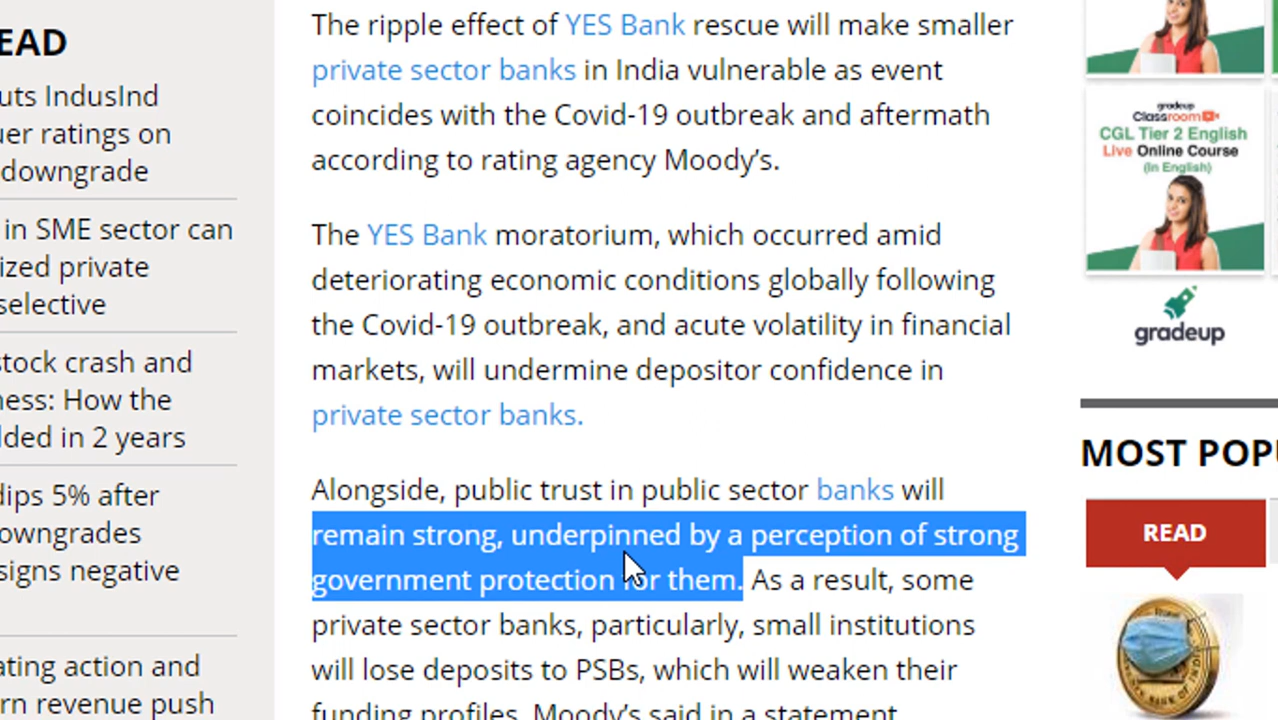 EAD
uts IndusInd
uer ratings on
downgrade
in SME sector can
ized private
selective
stock crash and
ness: How the
lded in 2 years
dips 5% after
owngrades
signs negative
ating action and
rn revenue push
The ripple effect of YES Bank rescue will make smaller
private sector banks in India vulnerable as event
coincides with the Covid-19 outbreak and aftermath
according to rating agency Moody's.
The YES Bank moratorium, which occurred amid
deteriorating economic conditions globally following
the Covid-19 outbreak, and acute volatility in financial
markets, will undermine depositor confidence in
private sector banks.
Alongside, public trust in public sector banks will
remain strong, underpinned by a perception of strong
government protection for them. As a result, some
private sector banks, particularly, small institutions
will lose deposits to PSBs, which will weaken their
funding profiles, Moody's said in a statement
gradeup
Classroom
CGL Tier 2 English
Live Online Course
(In English)
gradeup
MOST POPU
READ